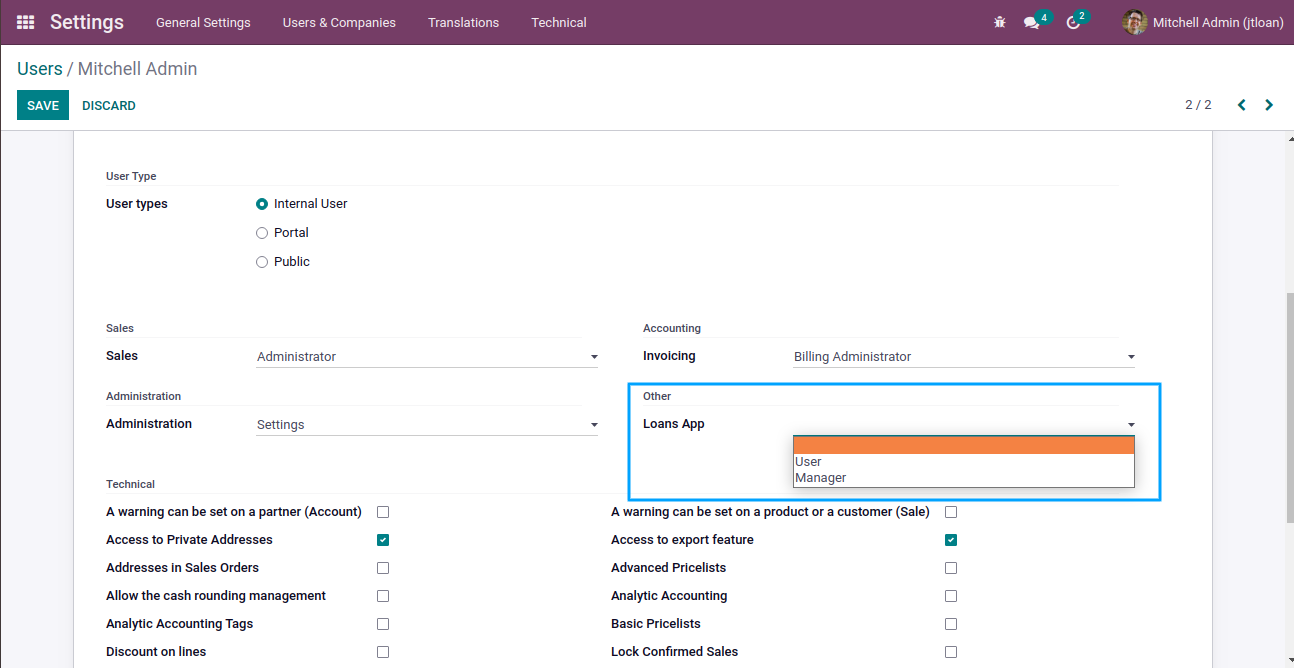 Settings General Settings Users & Companies Translations Technical 4 2 Mitchell Admin (jtloan)
Users / Mitchell Admin
SAVE DISCARD 2 / 2
User Type
User types Internal User
Portal
Public
Sales Accounting
Sales Administrator Invoicing Billing Administrator
Administration Other
Administration Settings Loans App
User
Manager
Technical
A warning can be set on a partner (Account) A warning can be set on a product or a customer (Sale)
Access to Private Addresses Access to export feature
Addresses in Sales Orders Advanced Pricelists
Allow the cash rounding management Analytic Accounting
Analytic Accounting Tags Basic Pricelists
Discount on lines Lock Confirmed Sales